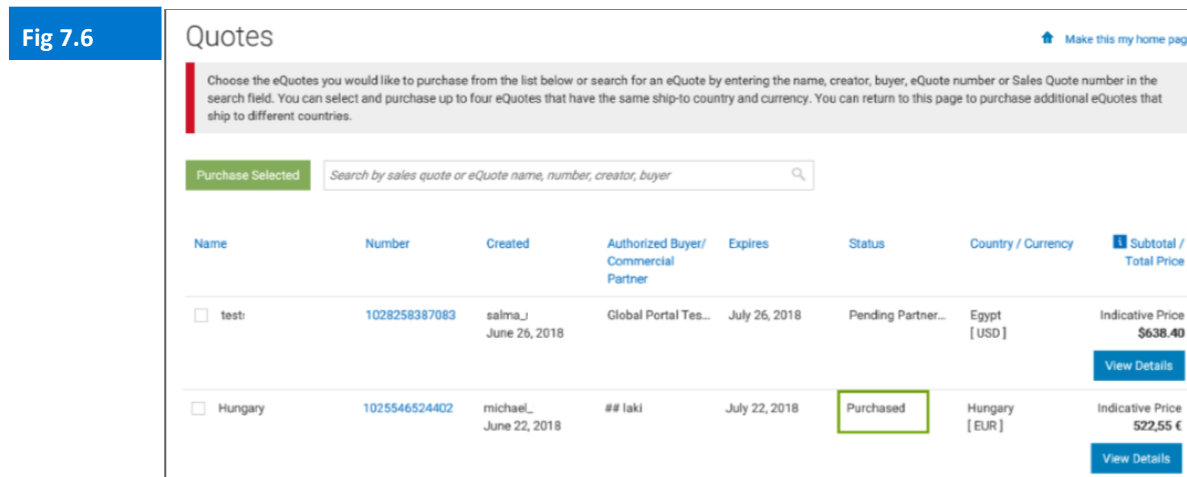 Fig 7.6
Quotes
Make this my home pag
Choose the eQuotes you would like to purchase from the list below or search for an eQuote by entering the name, creator, buyer, eQuote number or Sales Quote number in the
search field. You can select and purchase up to four eQuotes that have the same ship-to country and currency. You can return to this page to purchase additional eQuotes that
ship to different countries.
Purchase Selected
Search by sales quote or eQuote name, number, creator, buyer
Name Number Created Authorized Buyer/ Expires Status Country / Currency i Subtotal /
Commercial Total Price
Partner
test 1028258387083 salma_ Global Portal Tes... July 26, 2018 Pending Partner... Egypt Indicative Price
June 26, 2018 [ USD ] $638.40
View Details
Hungary 1025546524402 michael_ ## laki July 22, 2018 Purchased Hungary Indicative Price
June 22, 2018 [ EUR ] 522,55 €
View Details